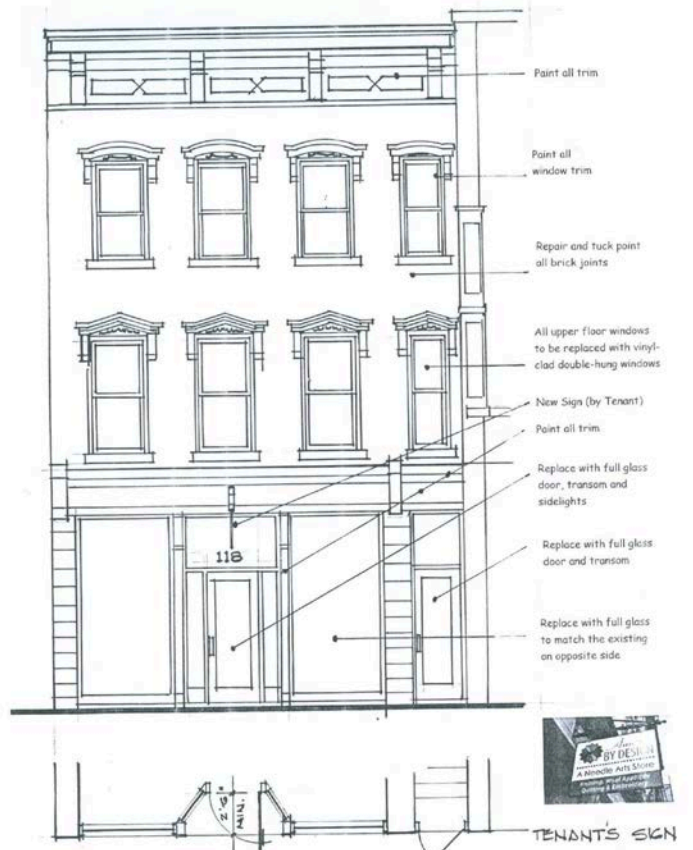 Paint all trim
Paint all
window trim
Repair and tuck point
all brick joints
All upper floor windows
to be replaced with vinyl-
clad double-hung windows
New Sign (by Tenant)
Paint all trim
Replace with full glass
door, transom and
sidelights
118
Replace with full glass
door and transom
Replace with full glass
to match the existing
on opposite side
BY DESIGN
A Needle Arts Store
2'6"
MIN.
TENANT'S SIGN